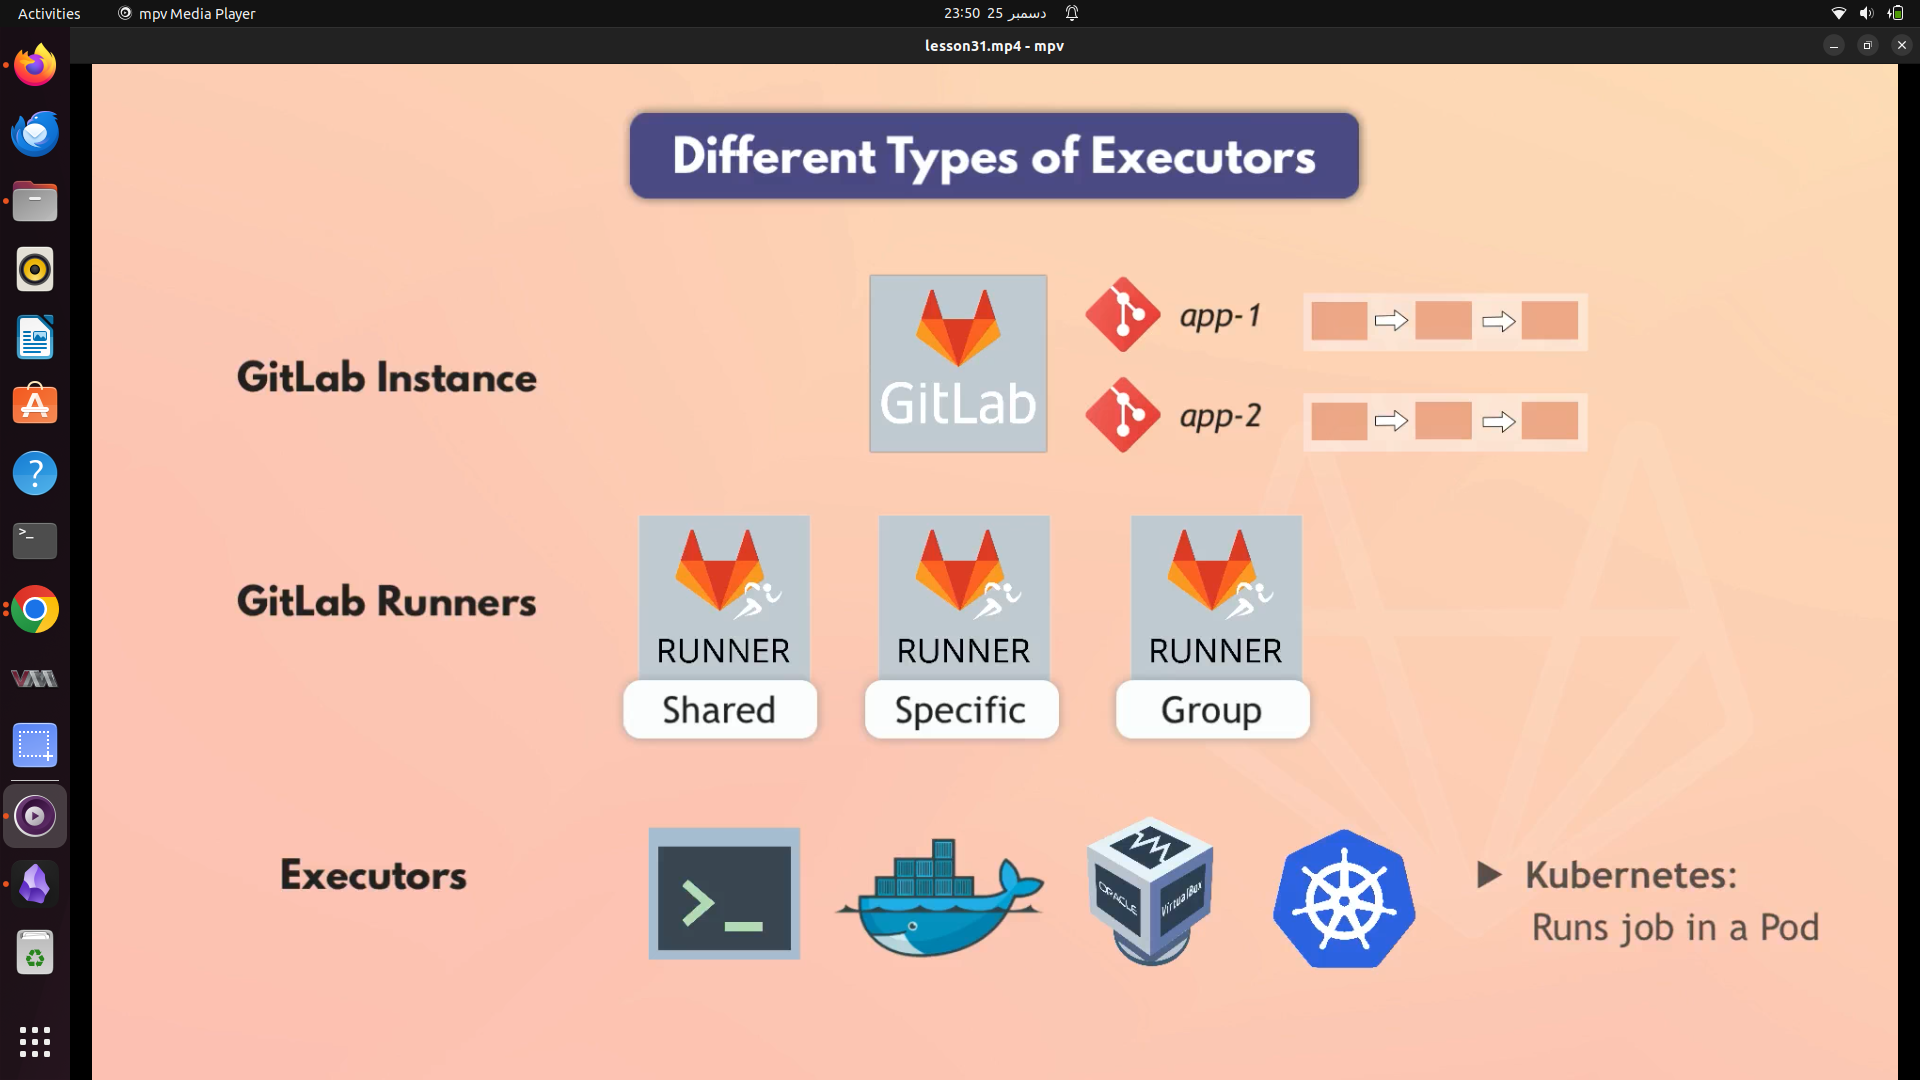 Activities
mpv Media Player
23:50 25 دسمبر
lesson31.mp4 - mpv
Different Types of Executors
GitLab Instance
GitLab
app-1
app-2
GitLab Runners
RUNNER
Shared
RUNNER
Specific
RUNNER
Group
Executors
ORACLE
VirtualBox
Kubernetes:
Runs job in a Pod